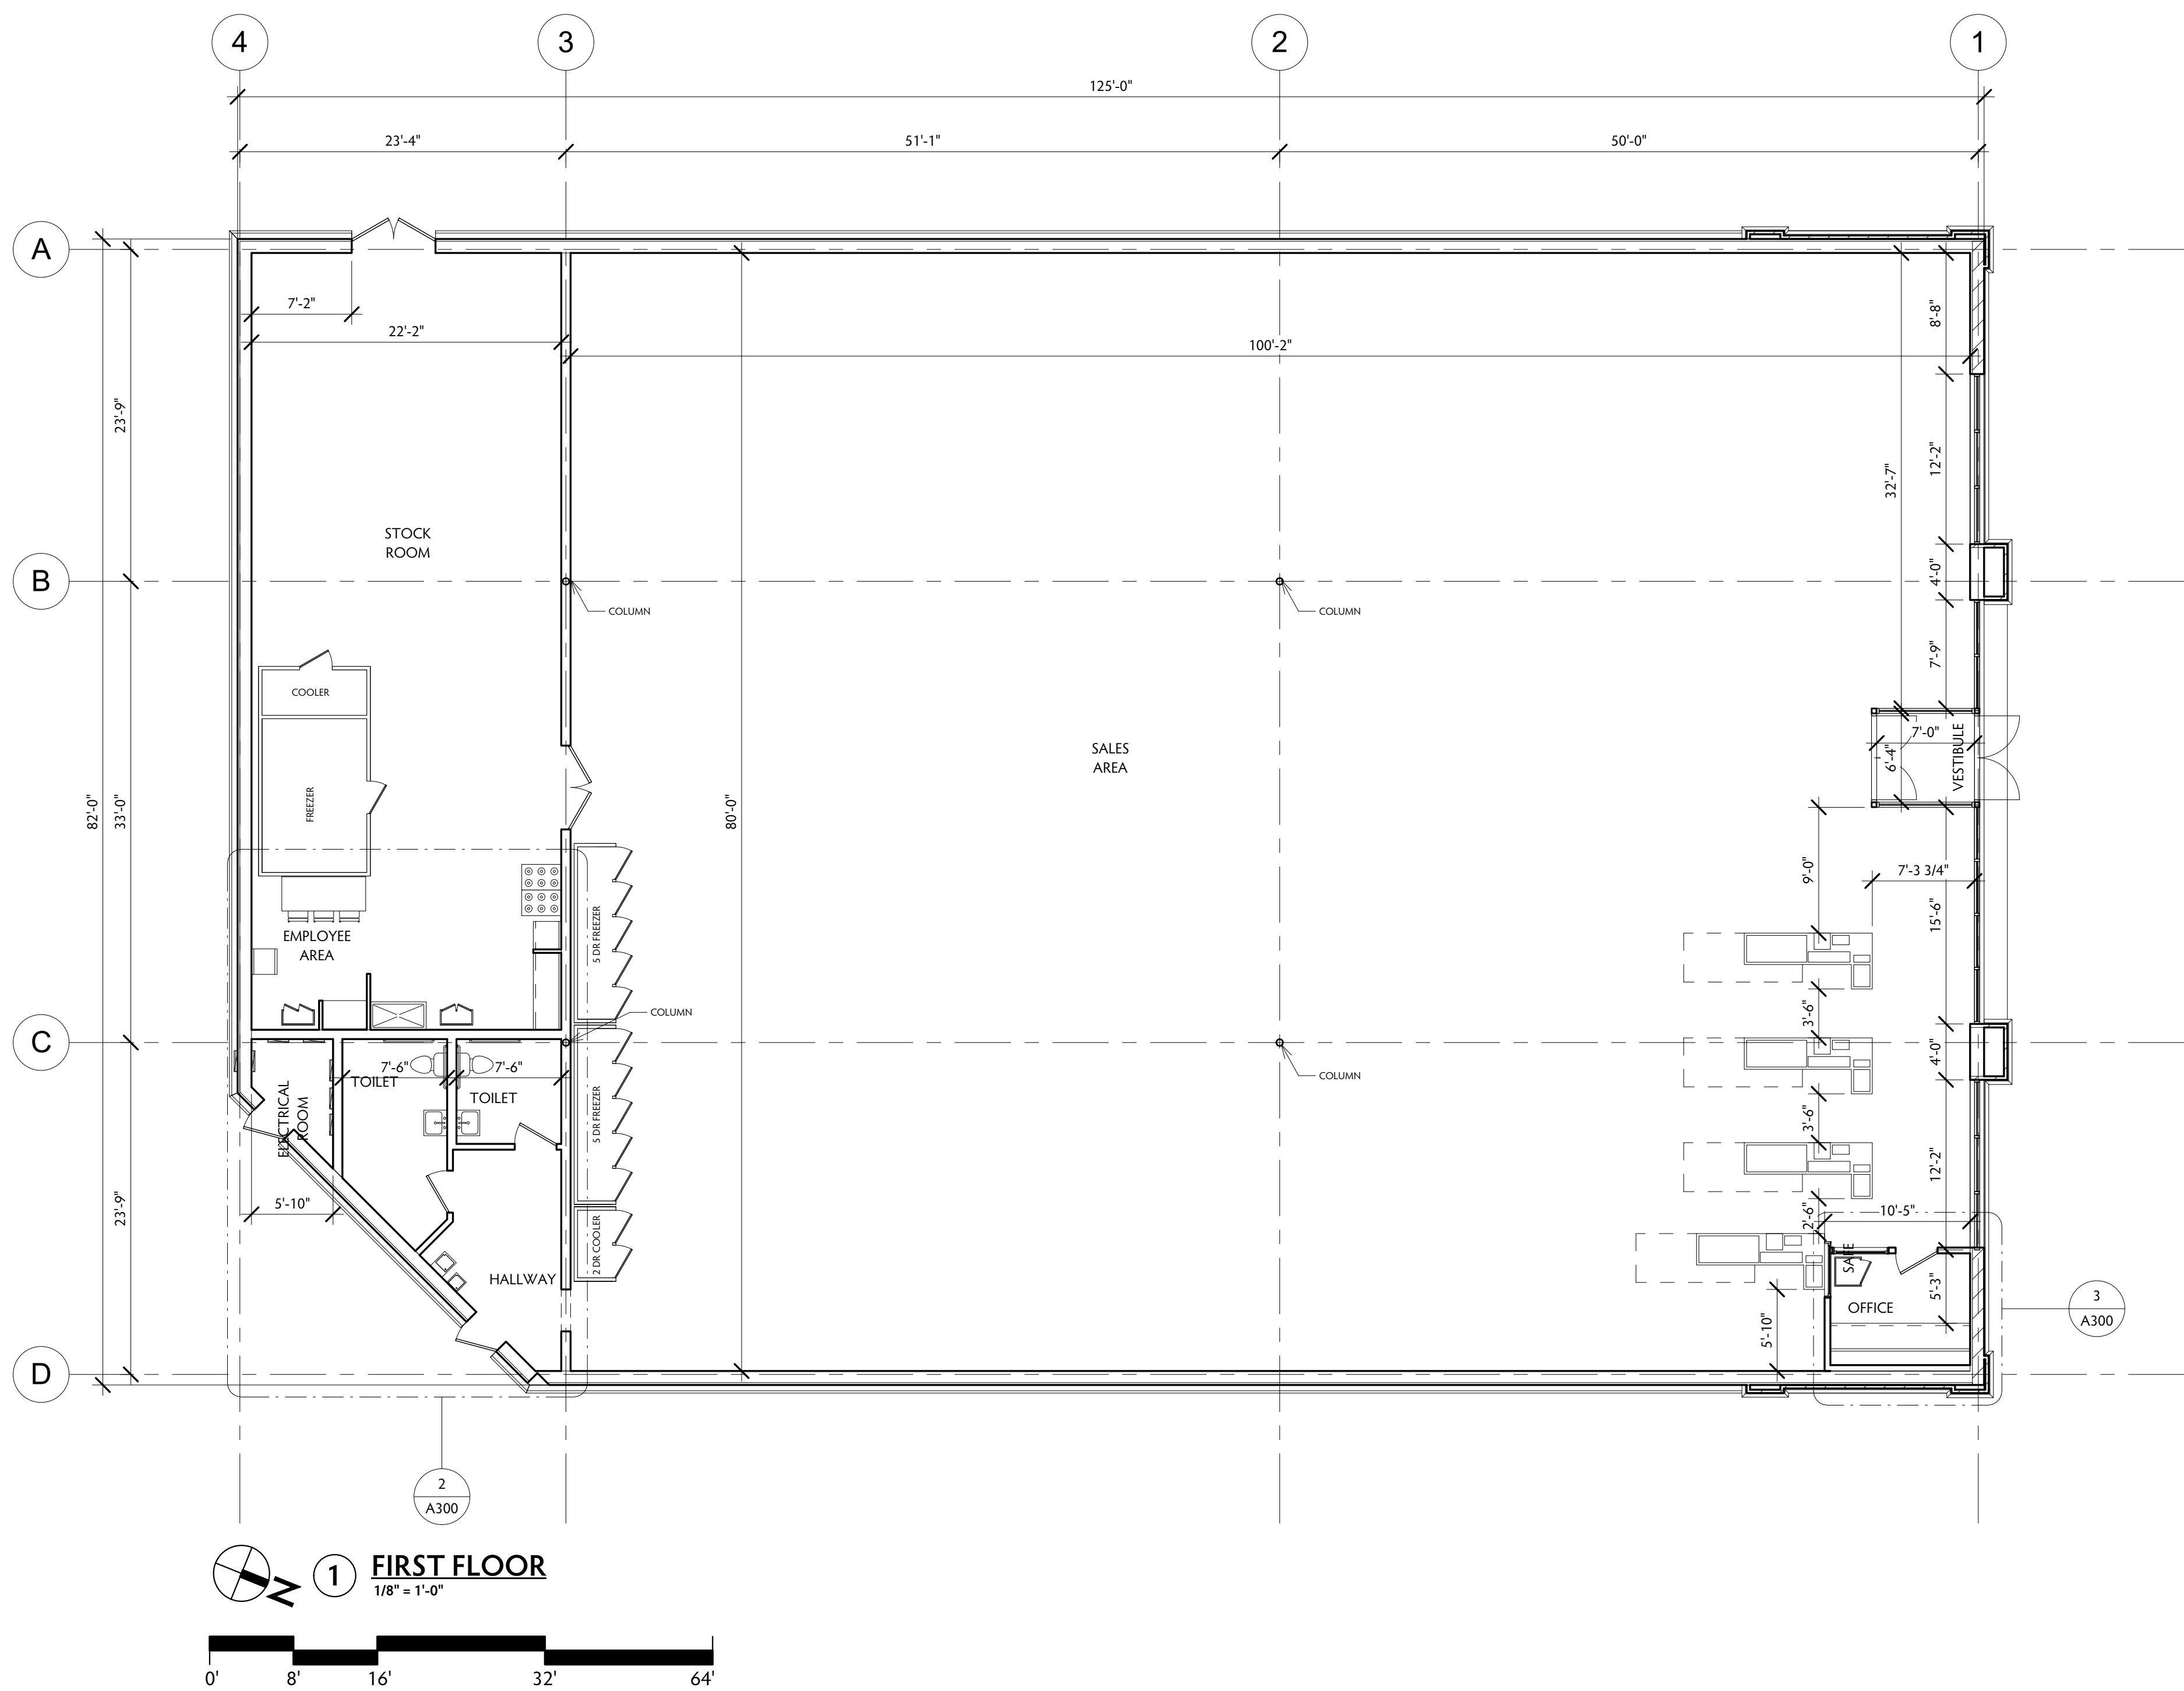 4
3
2
1
125'-0"
23'-4"
51'-1"
50'-0"
A
7'-2"
8'-8"
22'-2"
100'-2"
23'-9"
12'-2"
32'-7"
STOCK
ROOM
B
4'-0"
COLUMN
COLUMN
7'-9"
COOLER
SALES
AREA
7'-0"
6'-4"
VESTIBULE
FREEZER
82'-0"
33'-0"
80'-0"
9'-0"
7'-3 3/4"
15'-6"
5 DR FREEZER
EMPLOYEE
AREA
COLUMN
3'-6"
C
4'-0"
7'-6"
7'-6"
TOILET
TOILET
COLUMN
ELECTRICAL
ROOM
5 DR FREEZER
3'-6"
12'-2"
23'-9"
5'-10"
2'-6"
10'-5"
2 DR COOLER
SAFE
HALLWAY
5'-3"
OFFICE
3
A300
5'-10"
D
2
A300
N
1
FIRST FLOOR
1/8" = 1'-0"
0'
8'
16'
32'
64'